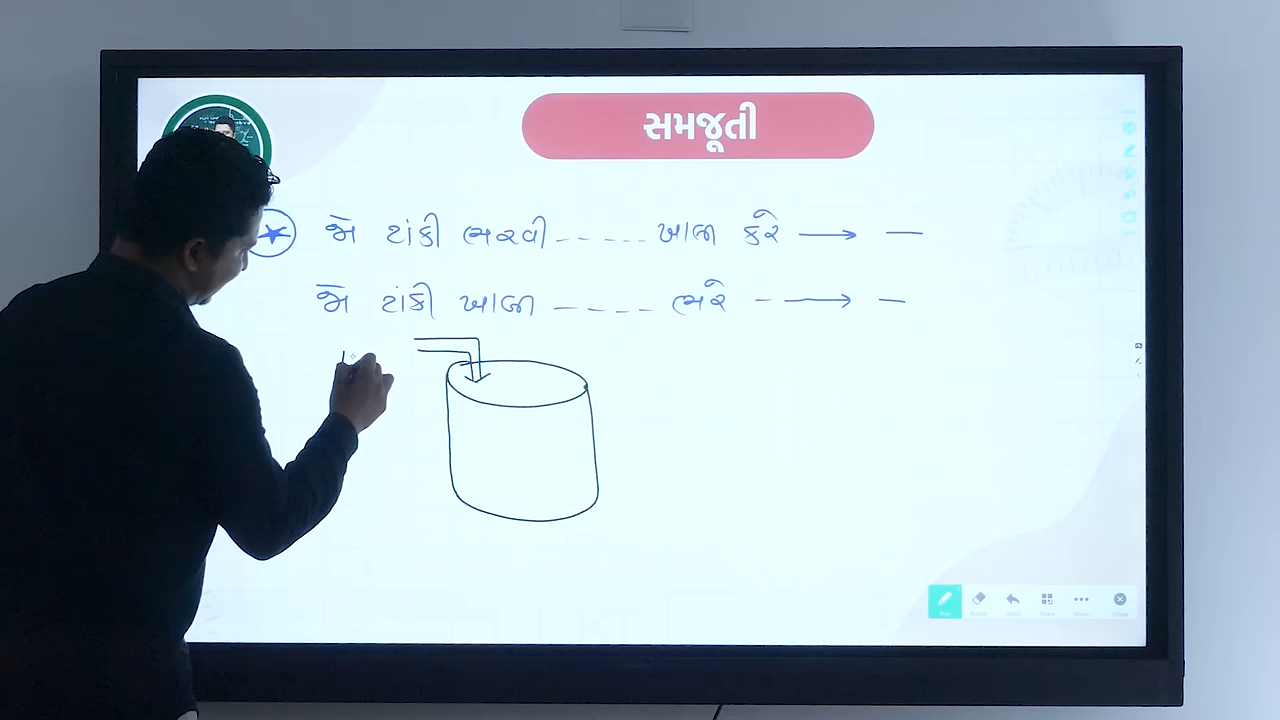 સમજૂતી
જો ટાંકી ભરવી ----- ખાલી કરે → —
જો ટાંકી ખાલી ----- ભરે - → —